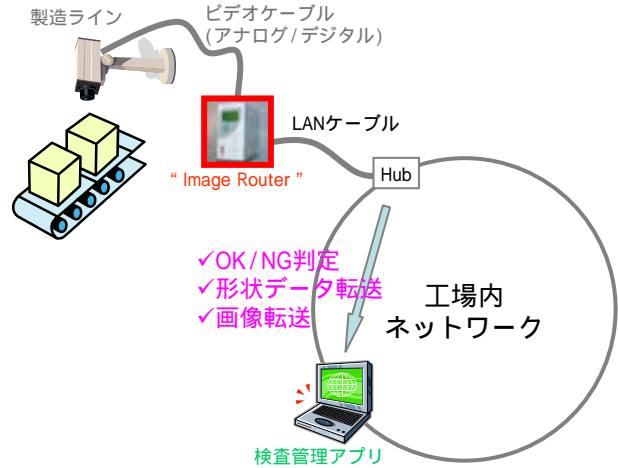 製造ライン
ビデオケーブル
(アナログ/デジタル)
LANケーブル
“ Image Router ”
Hub
✓OK/NG判定
✓形状データ転送
✓画像転送
工場内
ネットワーク
検査管理アプリ